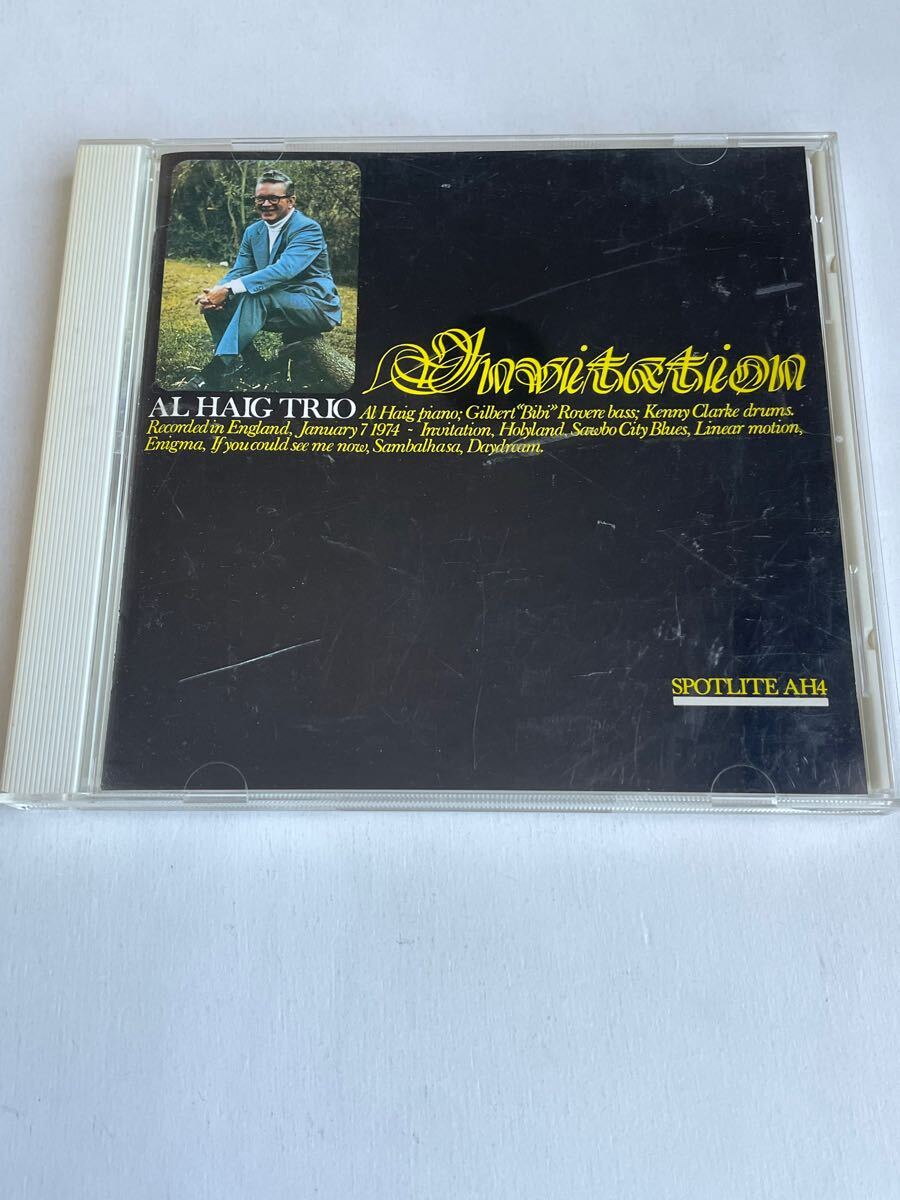 Invitation
AL HAIG TRIO Al Haig piano; Gilbert "Bibi" Rovere bass; Kenny Clarke drums.
Recorded in England, January 7 1974 - Invitation, Holyland, Sawbo City Blues, Linear motion,
Enigma, If you could see me now, Sambalhasa, Daydream.
SPOTLITE AH4